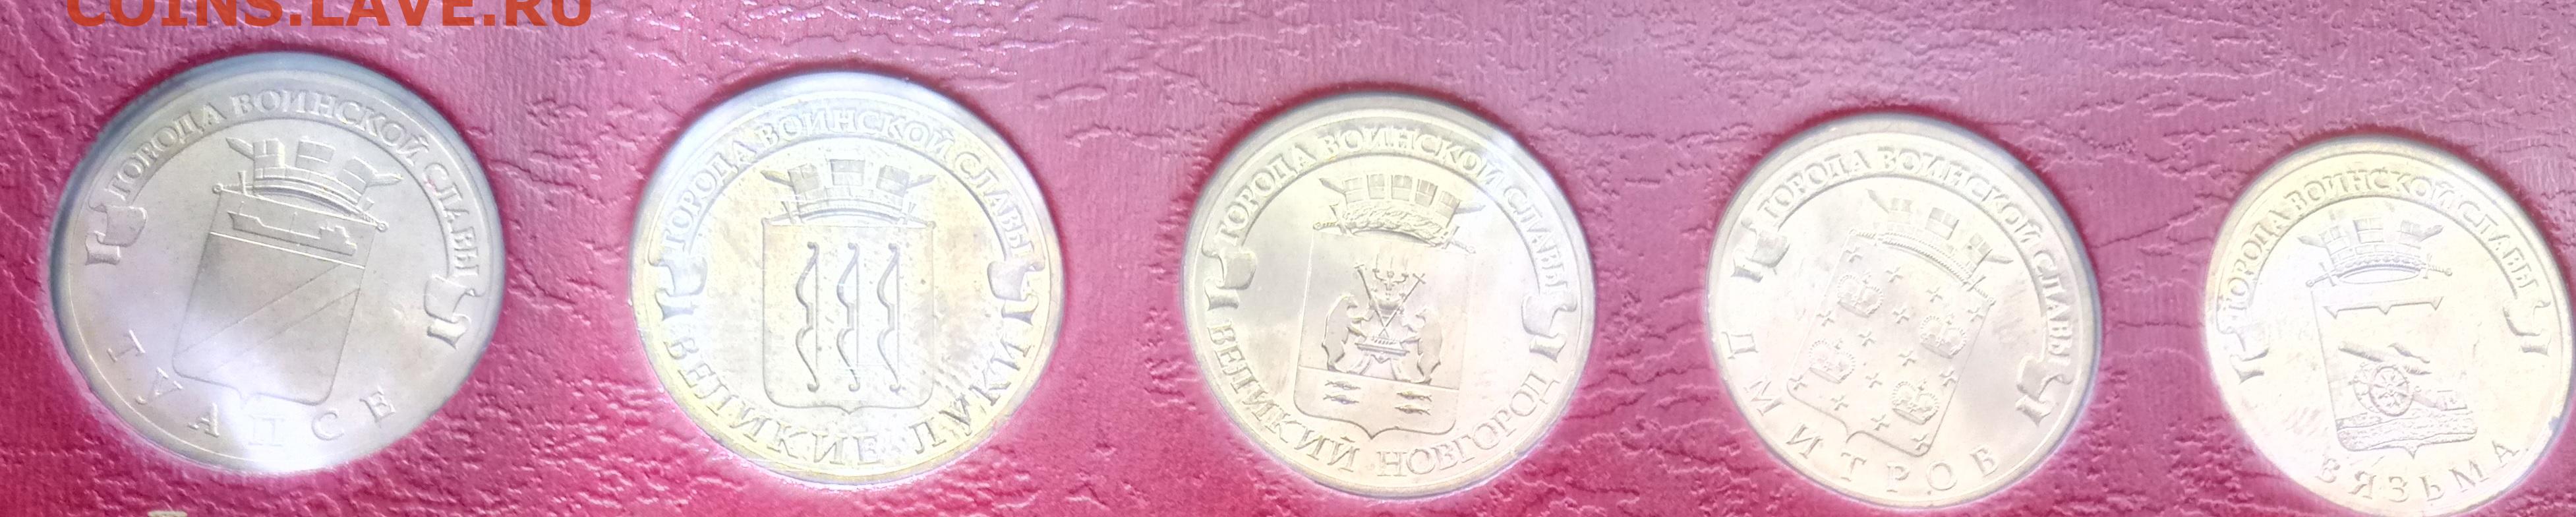 COINS.LAVE.RU
ГОРОДА ВОИНСКОЙ СЛАВЫ
ТУАПСЕ
ГОРОДА ВОИНСКОЙ СЛАВЫ
ВЕЛИКИЕ ЛУКИ
ГОРОДА ВОИНСКОЙ СЛАВЫ
ВЕЛИКИЙ НОВГОРОД
ГОРОДА ВОИНСКОЙ СЛАВЫ
ДМИТРОВ
ГОРОДА ВОИНСКОЙ СЛАВЫ
ВЯЗЬМА